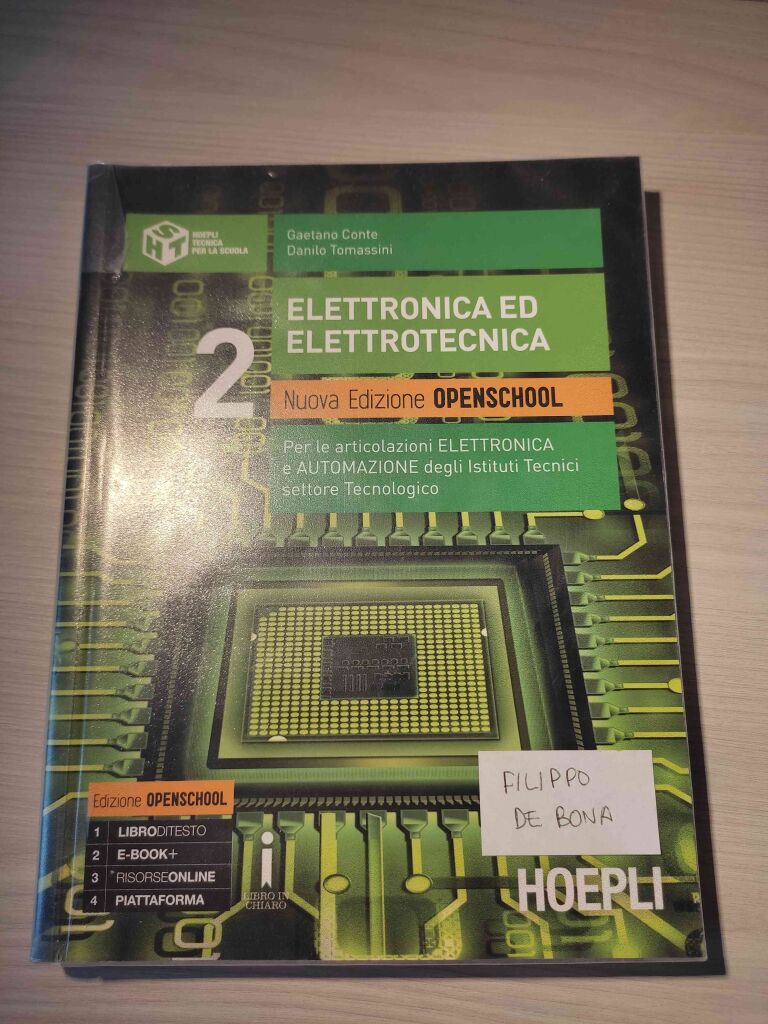 HOEPLI
TECNICA
PER LA SCUOLA
HST
Gaetano Conte
Danilo Tomassini
2
ELETTRONICA ED
ELETTROTECNICA
Nuova Edizione OPENSCHOOL
Per le articolazioni ELETTRONICA
e AUTOMAZIONE degli Istituti Tecnici
settore Tecnologico
FILIPPO
DE BONA
Edizione OPENSCHOOL
1 LIBRODITESTO
2 E-BOOK+
3 +RISORSEONLINE
4 PIATTAFORMA
i
LIBRO IN
CHIARO
HOEPLI